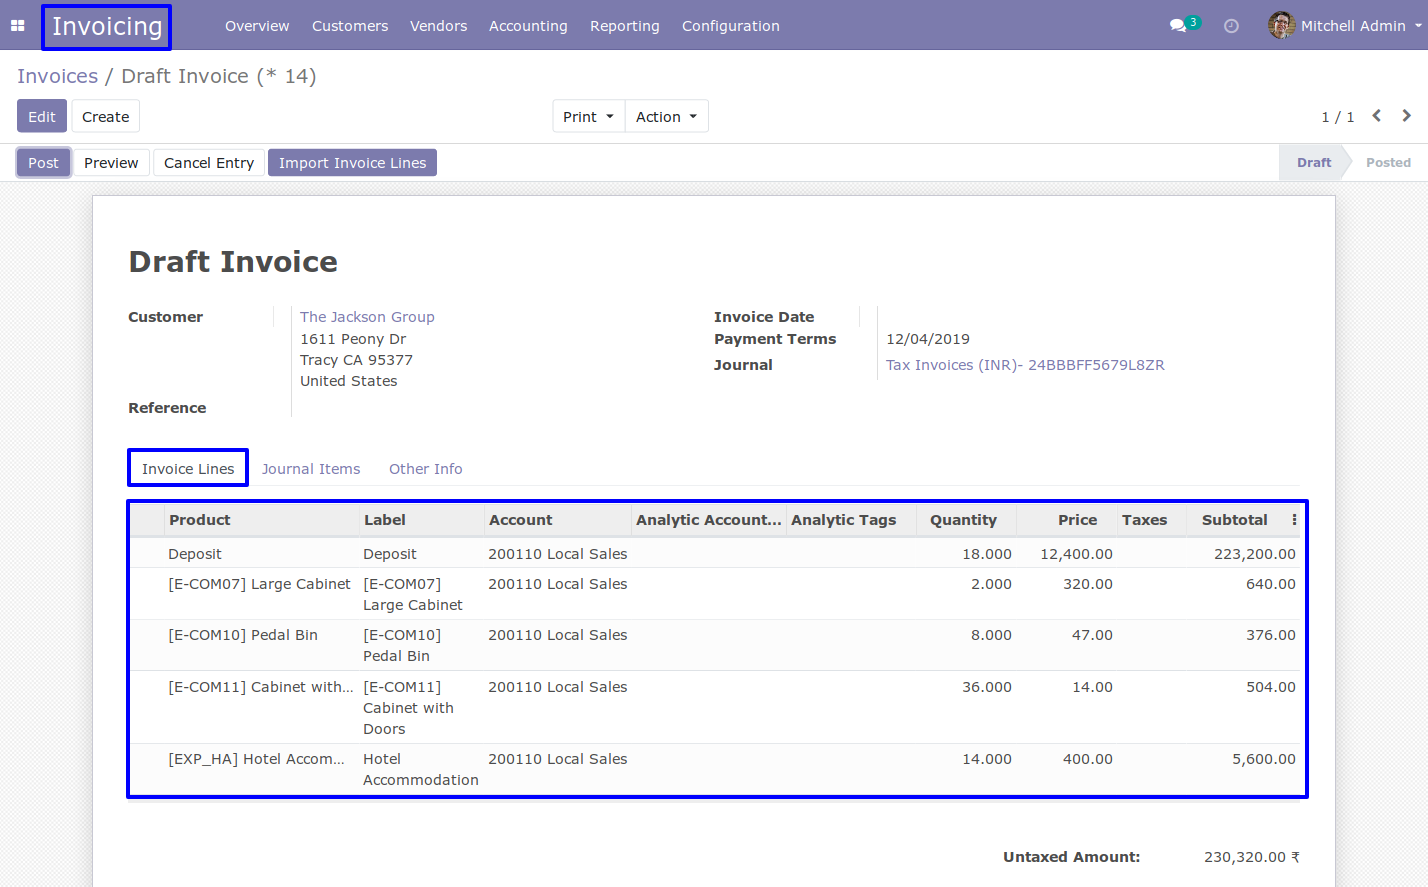 Invoicing Overview Customers Vendors Accounting Reporting Configuration 3 Mitchell Admin
Invoices / Draft Invoice (* 14)
Edit Create Print Action 1 / 1
Post Preview Cancel Entry Import Invoice Lines Draft Posted
Draft Invoice
Customer The Jackson Group Invoice Date
1611 Peony Dr Payment Terms 12/04/2019
Tracy CA 95377 Journal Tax Invoices (INR)- 24BBBFF5679L8ZR
United States
Reference
Invoice Lines Journal Items Other Info
Product Label Account Analytic Account... Analytic Tags Quantity Price Taxes Subtotal
Deposit Deposit 200110 Local Sales 18.000 12,400.00 223,200.00
[E-COM07] Large Cabinet [E-COM07] 200110 Local Sales 2.000 320.00 640.00
Large Cabinet
[E-COM10] Pedal Bin [E-COM10] 200110 Local Sales 8.000 47.00 376.00
Pedal Bin
[E-COM11] Cabinet with... [E-COM11] 200110 Local Sales 36.000 14.00 504.00
Cabinet with
Doors
[EXP_HA] Hotel Accom... Hotel 200110 Local Sales 14.000 400.00 5,600.00
Accommodation
Untaxed Amount: 230,320.00 ₹